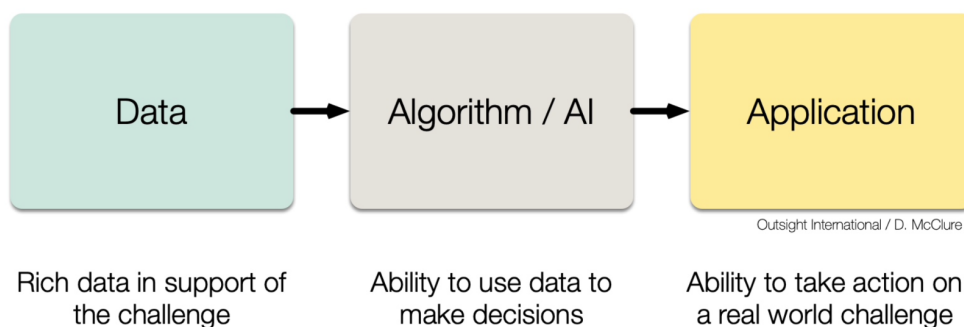 Data
Algorithm / AI
Application
Outsight International / D. McClure
Rich data in support of
the challenge
Ability to use data to
make decisions
Ability to take action on
a real world challenge